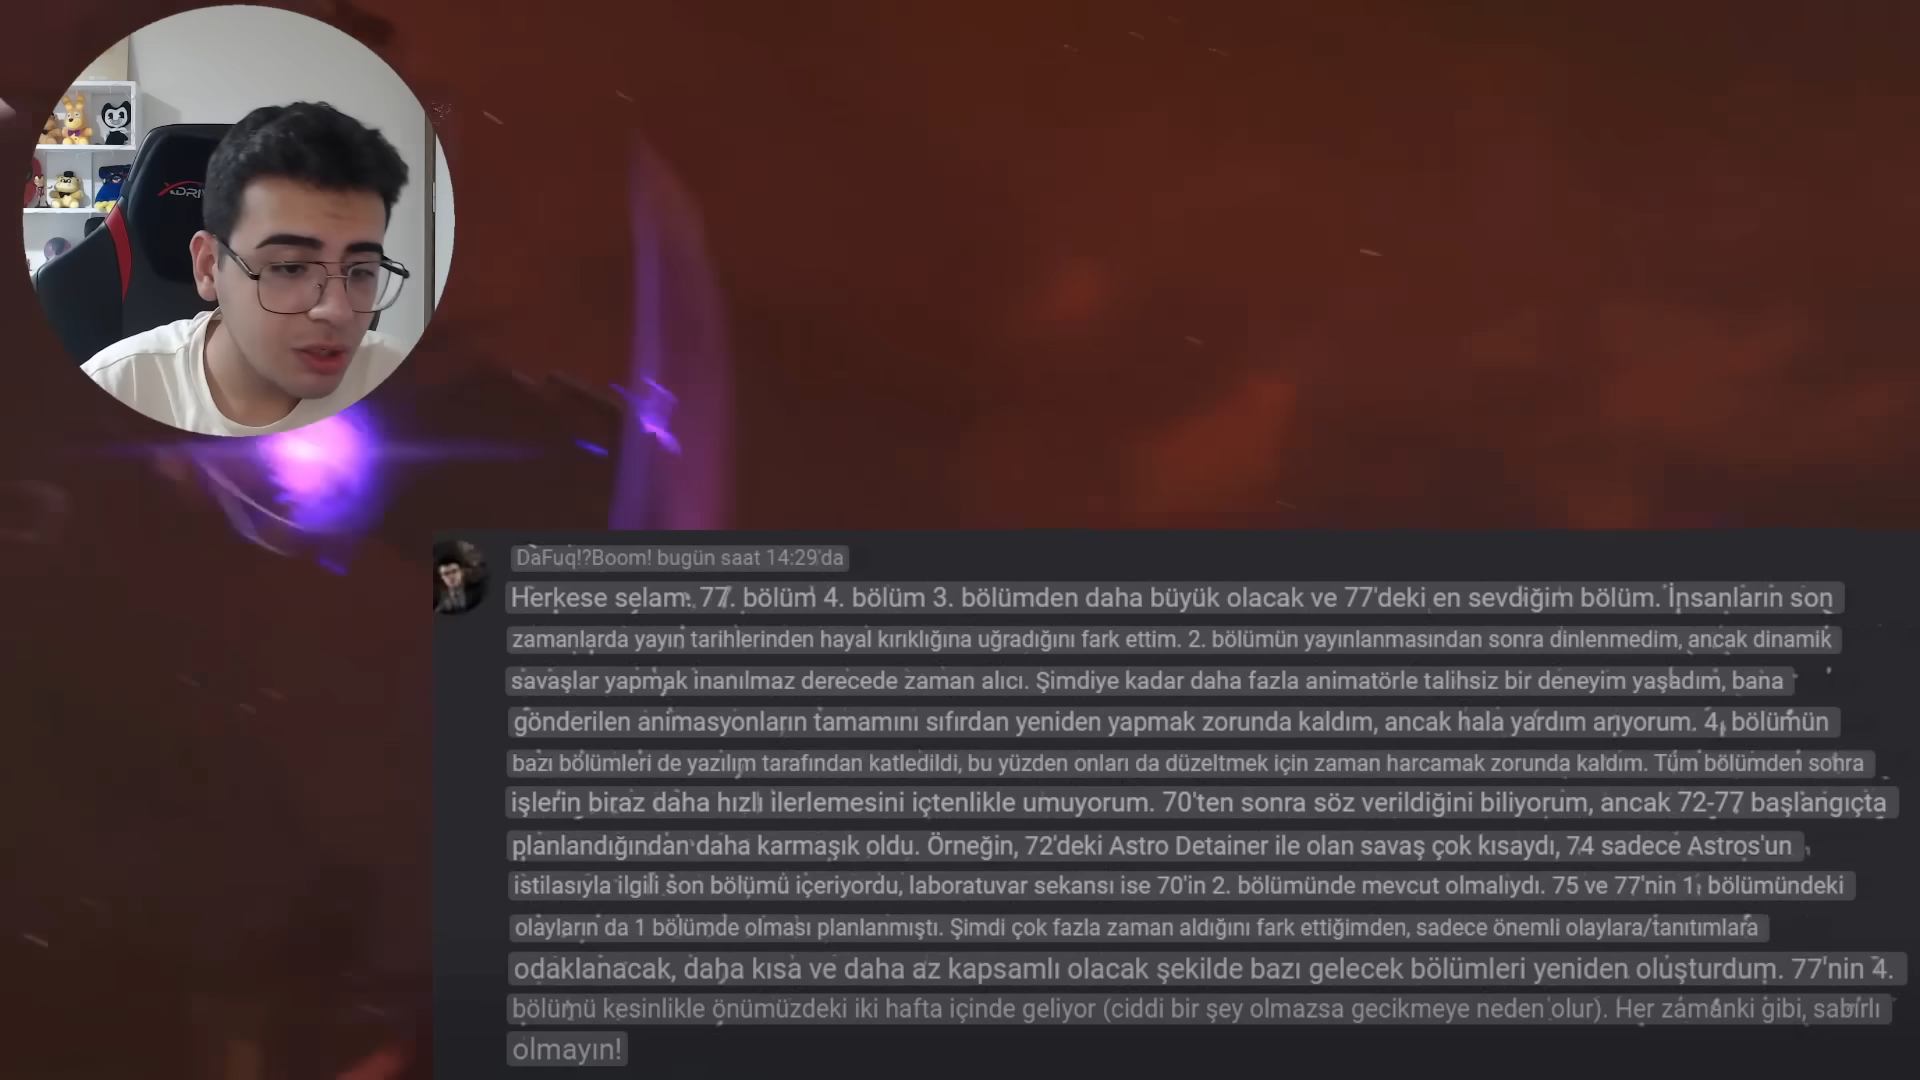 DaFuq!?Boom! bugün saat 14:29'da
Herkese selam. 77. bölüm 4. bölüm 3. bölümden daha büyük olacak ve 77'deki en sevdiğim bölüm. İnsanların son
zamanlarda yayın tarihlerinden hayal kırıklığına uğradığını fark ettim. 2. bölümün yayınlanmasından sonra dinlenmedim, ancak dinamik
savaşlar yapmak inanılmaz derecede zaman alıcı. Şimdiye kadar daha fazla animatörle talihsiz bir deneyim yaşadım, bana
gönderilen animasyonların tamamını sıfırdan yeniden yapmak zorunda kaldım, ancak hala yardım arıyorum. 4. bölümün
bazı bölümleri de yazılım tarafından katledildi, bu yüzden onları da düzeltmek için zaman harcamak zorunda kaldım. Tüm bölümden sonra
işlerin biraz daha hızlı ilerlemesini içtenlikle umuyorum. 70'ten sonra söz verildiğini biliyorum, ancak 72-77 başlangıçta
planlandığından daha karmaşık oldu. Örneğin, 72'deki Astro Detainer ile olan savaş çok kısaydı, 74 sadece Astros'un
istilasıyla ilgili son bölümü içeriyordu, laboratuvar sekansı ise 70'in 2. bölümünde mevcut olmalıydı. 75 ve 77'nin 1. bölümündeki
olayların da 1 bölümde olması planlanmıştı. Şimdi çok fazla zaman aldığını fark ettiğimden, sadece önemli olaylara/tanıtımlara
odaklanacak, daha kısa ve daha az kapsamlı olacak şekilde bazı gelecek bölümleri yeniden oluşturdum. 77'nin 4.
bölümü kesinlikle önümüzdeki iki hafta içinde geliyor (ciddi bir şey olmazsa gecikmeye neden olur). Her zamanki gibi, sabırlı
olmayın!